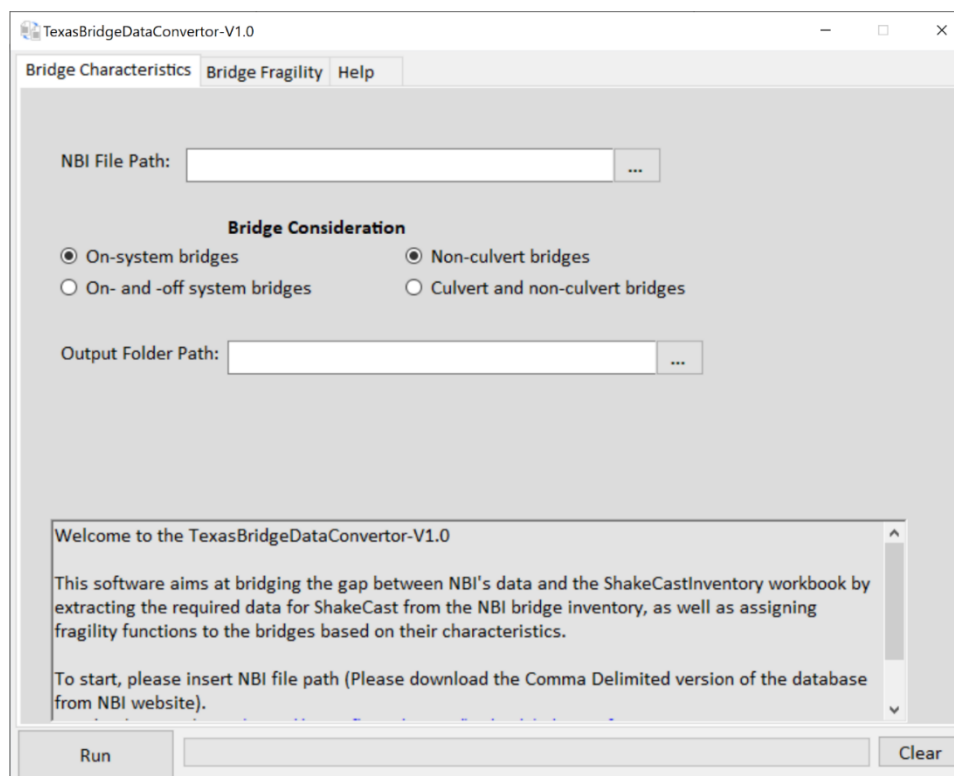 TexasBridgeDataConvertor-V1.0
Bridge Characteristics Bridge Fragility Help
NBI File Path: ...
Bridge Consideration
On-system bridges Non-culvert bridges
On- and -off system bridges Culvert and non-culvert bridges
Output Folder Path: ...
Welcome to the TexasBridgeDataConvertor-V1.0
This software aims at bridging the gap between NBI's data and the ShakeCastInventory workbook by
extracting the required data for ShakeCast from the NBI bridge inventory, as well as assigning
fragility functions to the bridges based on their characteristics.
To start, please insert NBI file path (Please download the Comma Delimited version of the database
from NBI website).
Run Clear